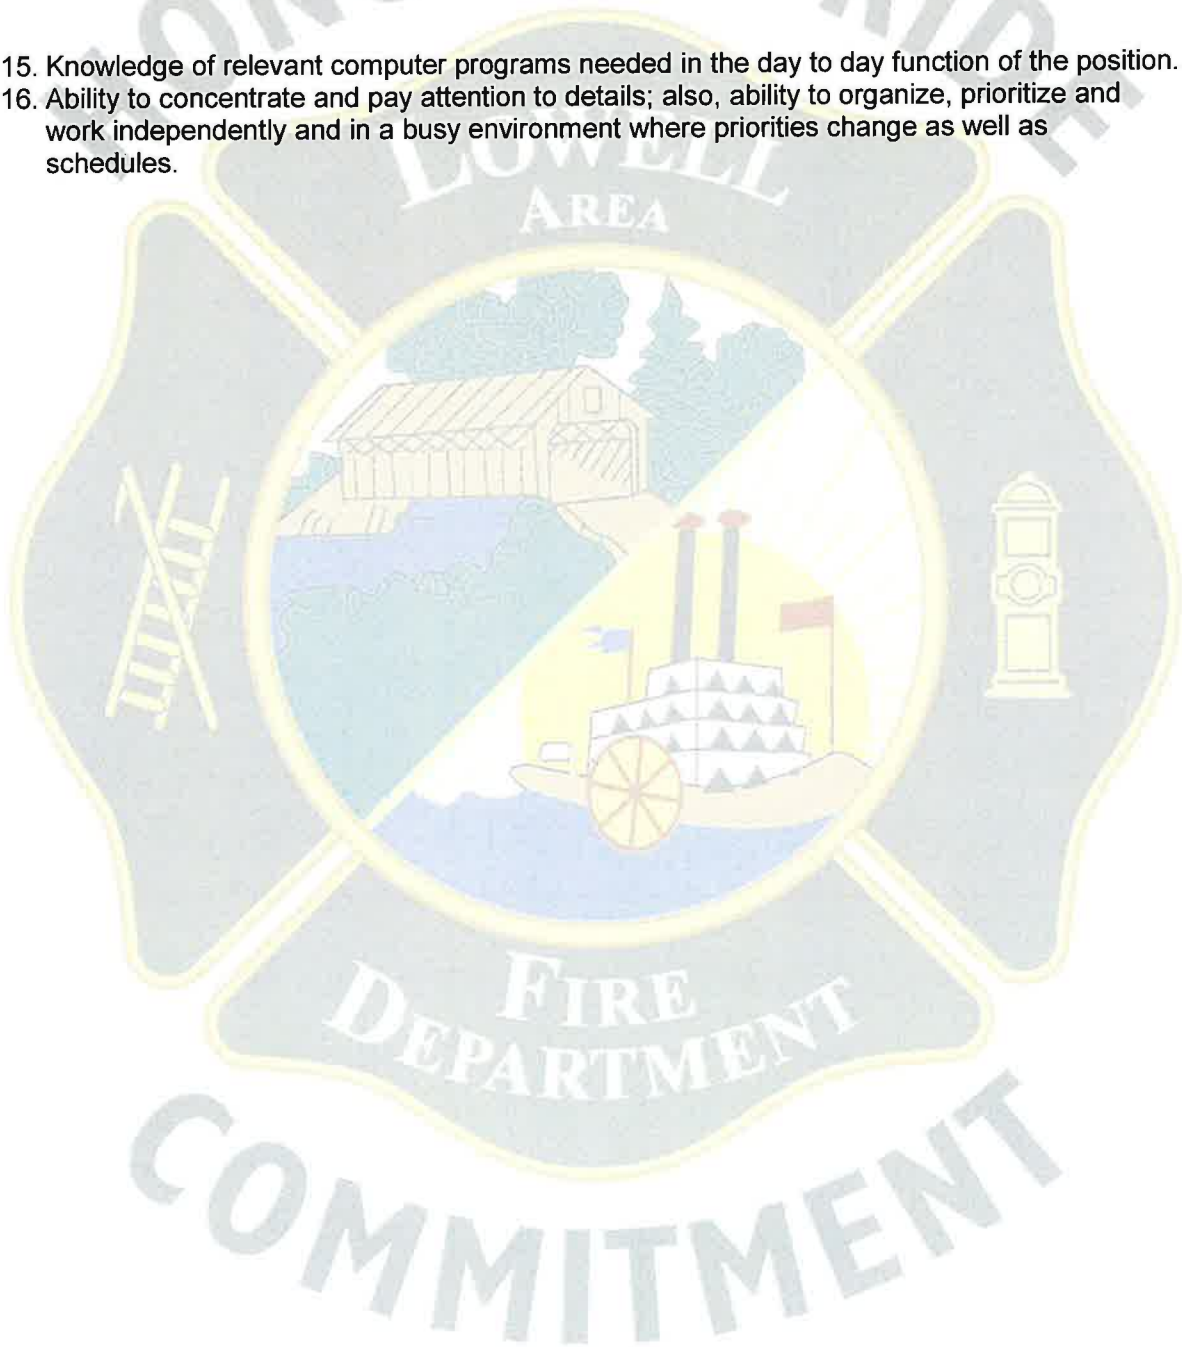 15. Knowledge of relevant computer programs needed in the day to day function of the position.
16. Ability to concentrate and pay attention to details; also, ability to organize, prioritize and
work independently and in a busy environment where priorities change as well as
schedules.
LOWELL
AREA
FIRE
DEPARTMENT
COMMITMENT